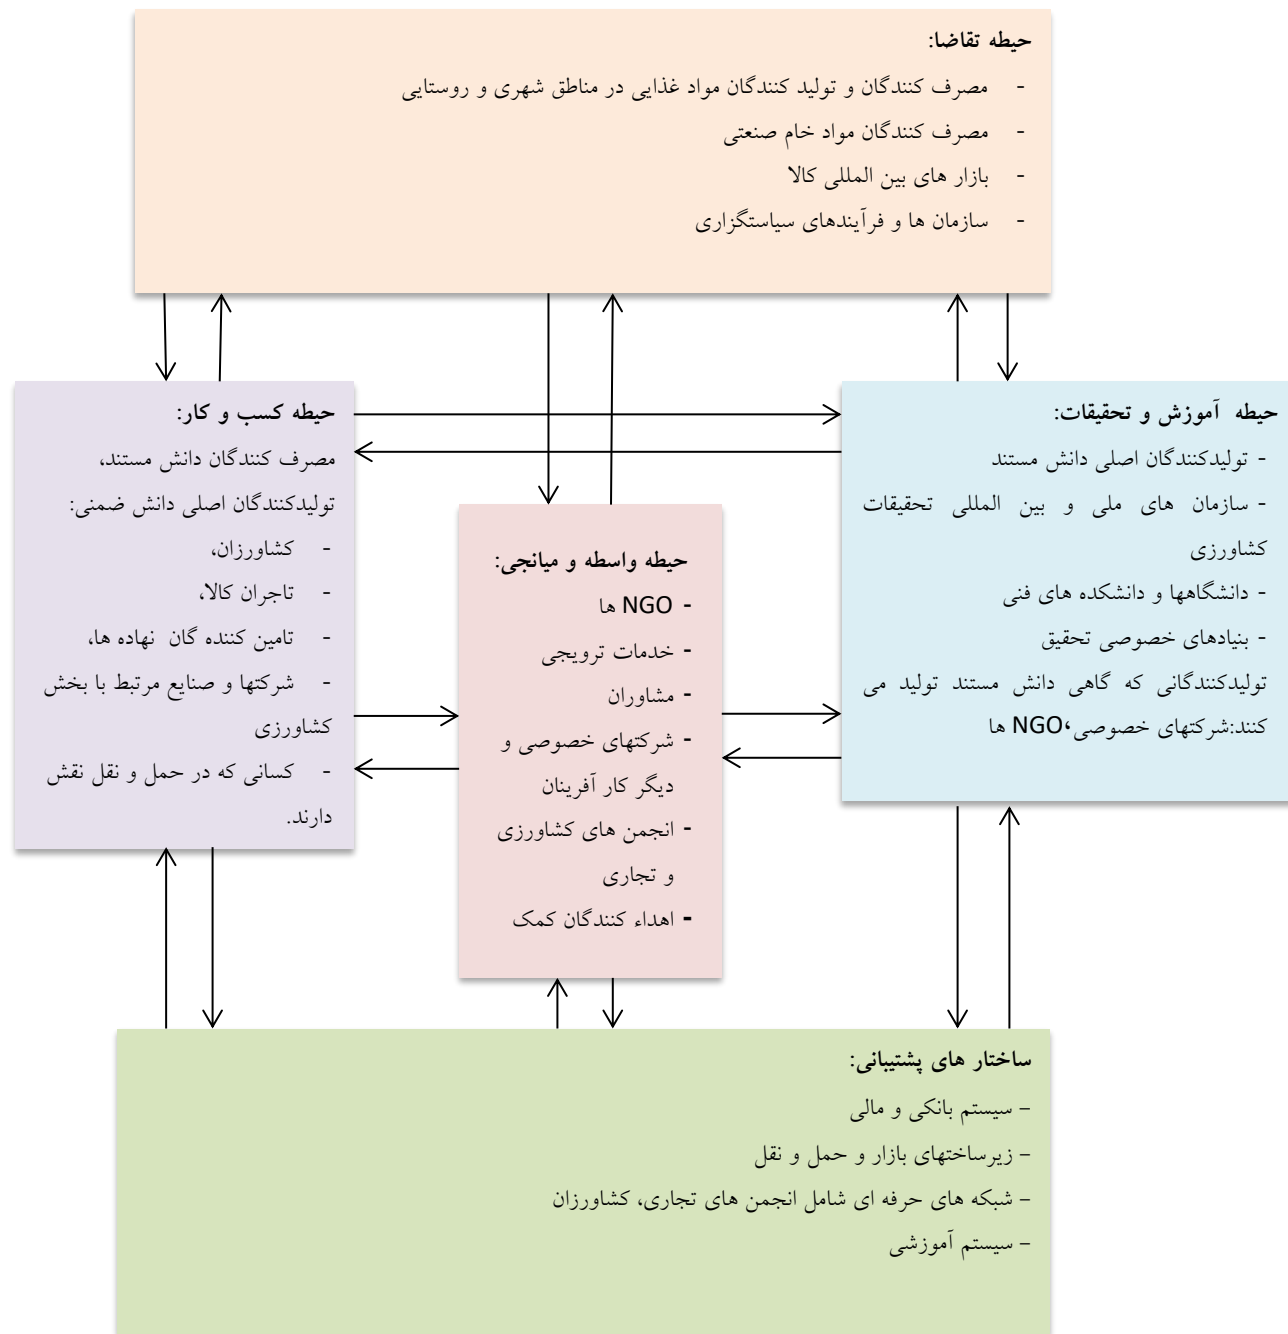 حیطه تقاضا:
- مصرف کنندگان و تولید کنندگان مواد غذایی در مناطق شهری و روستایی
- مصرف کنندگان مواد خام صنعتی
- بازار های بین المللی کالا
- سازمان ها و فرآیندهای سیاستگزاری
حیطه آموزش و تحقیقات:
- تولیدکنندگان اصلی دانش مستند
- سازمان های ملی و بین المللی تحقیقات
کشاورزی
- دانشگاهها و دانشکده های فنی
- بنیادهای خصوصی تحقیق
تولیدکنندگانی که گاهی دانش مستند تولید می
کنند:شرکتهای خصوصی،NGO ها
حیطه واسطه و میانجی:
- NGO ها
- خدمات ترویجی
- مشاوران
- شرکتهای خصوصی و
دیگر کار آفرینان
- انجمن های کشاورزی
و تجاری
- اهداء کنندگان کمک
حیطه کسب و کار:
مصرف کنندگان دانش مستند،
تولیدکنندگان اصلی دانش ضمنی:
- کشاورزان،
- تاجران کالا،
- تامین کننده گان نهاده ها،
- شرکتها و صنایع مرتبط با بخش
کشاورزی
- کسانی که در حمل و نقل نقش
دارند.
ساختار های پشتیبانی:
- سیستم بانکی و مالی
- زیرساختهای بازار و حمل و نقل
- شبکه های حرفه ای شامل انجمن های تجاری، کشاورزان
- سیستم آموزشی